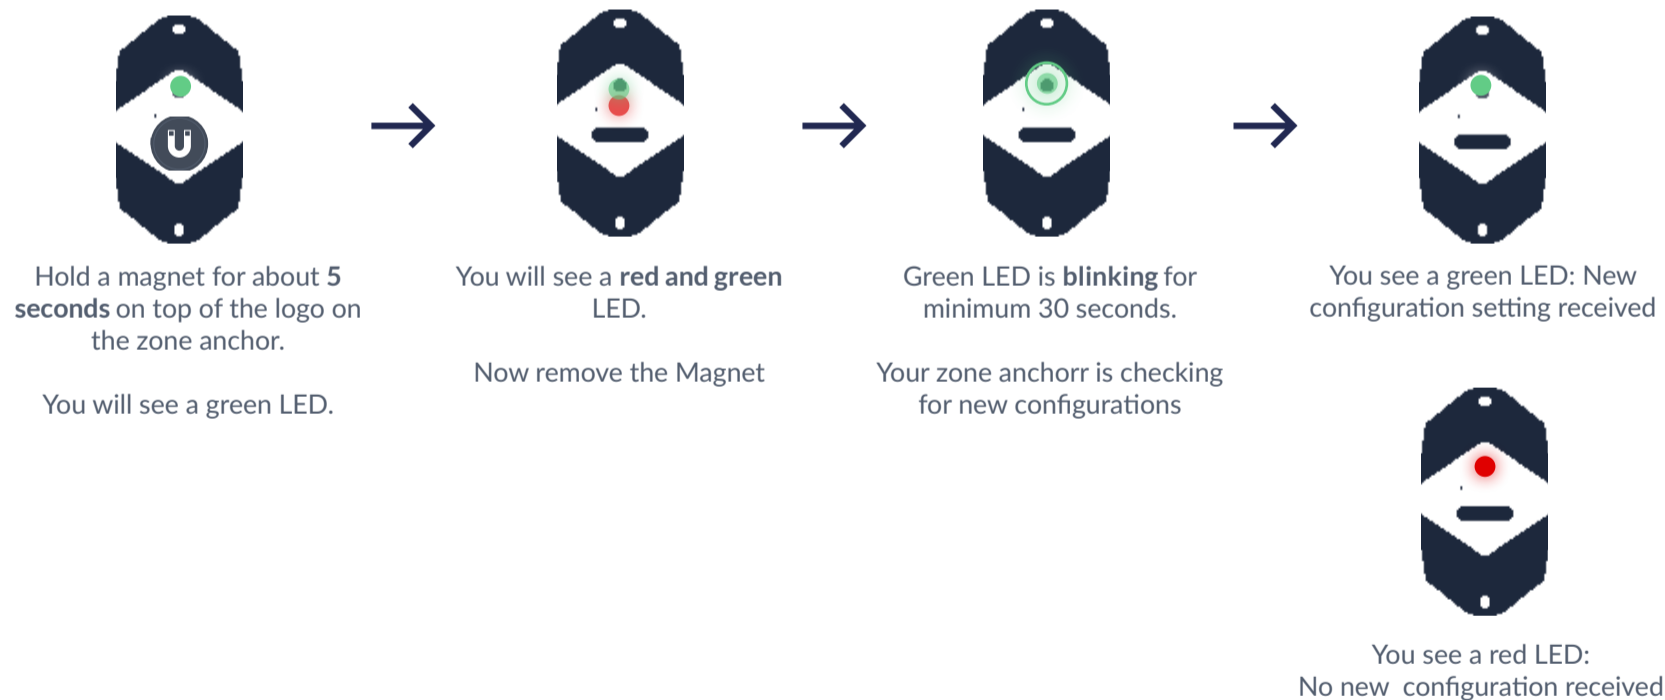 Hold a magnet for about 5
seconds on top of the logo on
the zone anchor.
You will see a green LED.
You will see a red and green
LED.
Now remove the Magnet
Green LED is blinking for
minimum 30 seconds.
Your zone anchorr is checking
for new configurations
You see a green LED: New
configuration setting received
You see a red LED:
No new  configuration received